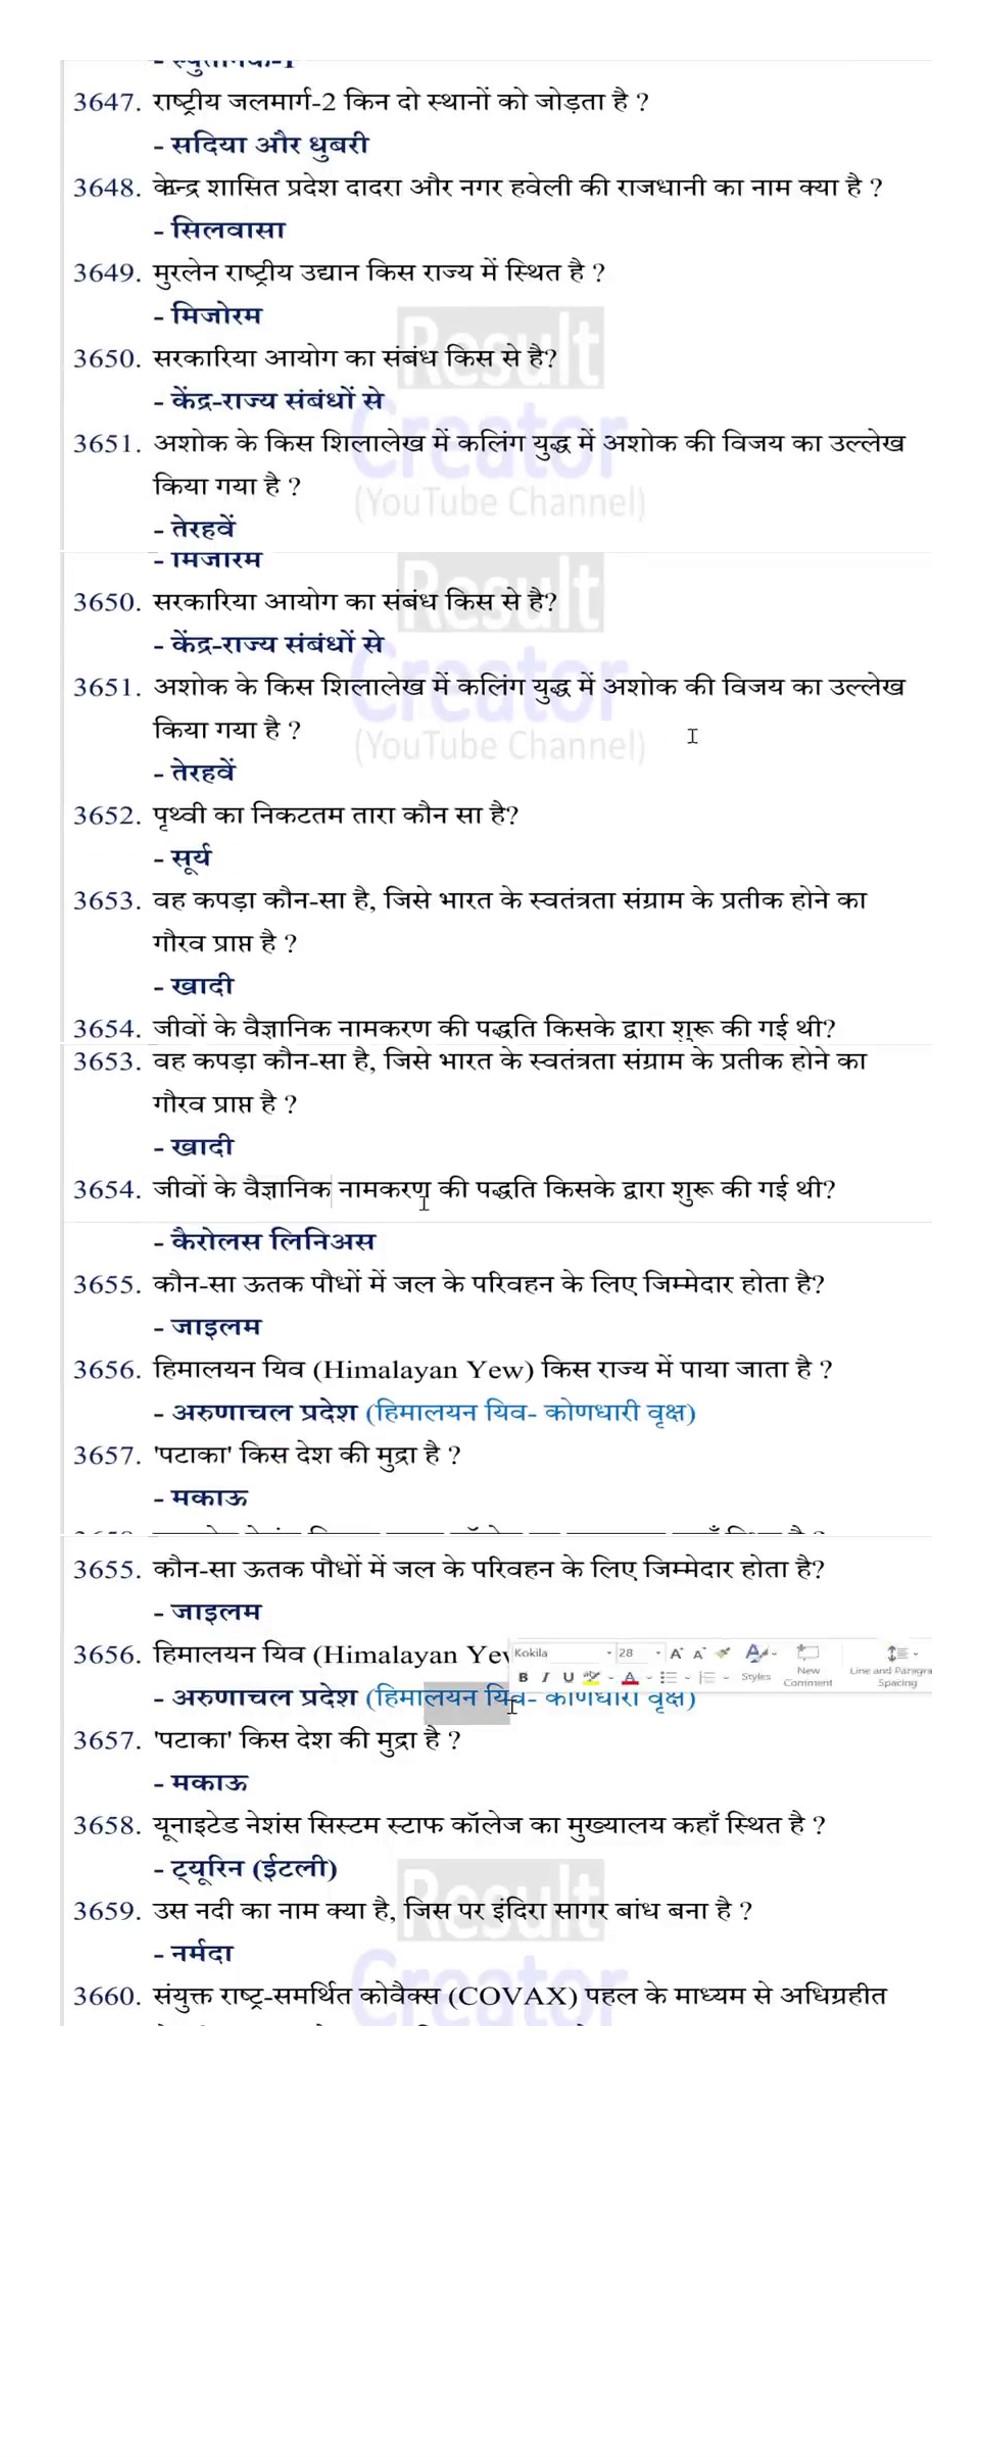 3647. राष्ट्रीय जलमार्ग-2 किन दो स्थानों को जोड़ता है ?
- सदिया और धुबरी
3648. केन्द्र शासित प्रदेश दादरा और नगर हवेली की राजधानी का नाम क्या है ?
- सिलवासा
3649. मुरलेन राष्ट्रीय उद्यान किस राज्य में स्थित है ?
- मिजोरम
Result
3650. सरकारिया आयोग का संबंध किस से है?
- केंद्र-राज्य संबंधों से
Creator
3651. अशोक के किस शिलालेख में कलिंग युद्ध में अशोक की विजय का उल्लेख
किया गया है ?
(YouTube Channel)
- तेरहवें
- मिजोरम
Result
3650. सरकारिया आयोग का संबंध किस से है?
- केंद्र-राज्य संबंधों से
Creator
3651. अशोक के किस शिलालेख में कलिंग युद्ध में अशोक की विजय का उल्लेख
किया गया है ?
(YouTube Channel)
- तेरहवें
3652. पृथ्वी का निकटतम तारा कौन सा है?
- सूर्य
3653. वह कपड़ा कौन-सा है, जिसे भारत के स्वतंत्रता संग्राम के प्रतीक होने का
गौरव प्राप्त है ?
- खादी
3654. जीवों के वैज्ञानिक नामकरण की पद्धति किसके द्वारा शुरू की गई थी?
3653. वह कपड़ा कौन-सा है, जिसे भारत के स्वतंत्रता संग्राम के प्रतीक होने का
गौरव प्राप्त है ?
- खादी
3654. जीवों के वैज्ञानिक नामकरण की पद्धति किसके द्वारा शुरू की गई थी?
- कैरोलस लिनिअस
3655. कौन-सा ऊतक पौधों में जल के परिवहन के लिए जिम्मेदार होता है?
- जाइलम
3656. हिमालयन यिव (Himalayan Yew) किस राज्य में पाया जाता है ?
- अरुणाचल प्रदेश (हिमालयन यिव- कोणधारी वृक्ष)
3657. 'पटाका' किस देश की मुद्रा है ?
- मकाऊ
3655. कौन-सा ऊतक पौधों में जल के परिवहन के लिए जिम्मेदार होता है?
- जाइलम
3656. हिमालयन यिव (Himalayan Yew
Kokila 28 A A Styles New Comment Line and Paragra Spacing
B I U A
- अरुणाचल प्रदेश (हिमालयन यिव- कोणधारी वृक्ष)
3657. 'पटाका' किस देश की मुद्रा है ?
- मकाऊ
3658. यूनाइटेड नेशंस सिस्टम स्टाफ कॉलेज का मुख्यालय कहाँ स्थित है ?
- ट्यूरिन (ईटली)
Result
3659. उस नदी का नाम क्या है, जिस पर इंदिरा सागर बांध बना है ?
- नर्मदा
Creator
3660. संयुक्त राष्ट्र-समर्थित कोवैक्स (COVAX) पहल के माध्यम से अधिग्रहीत